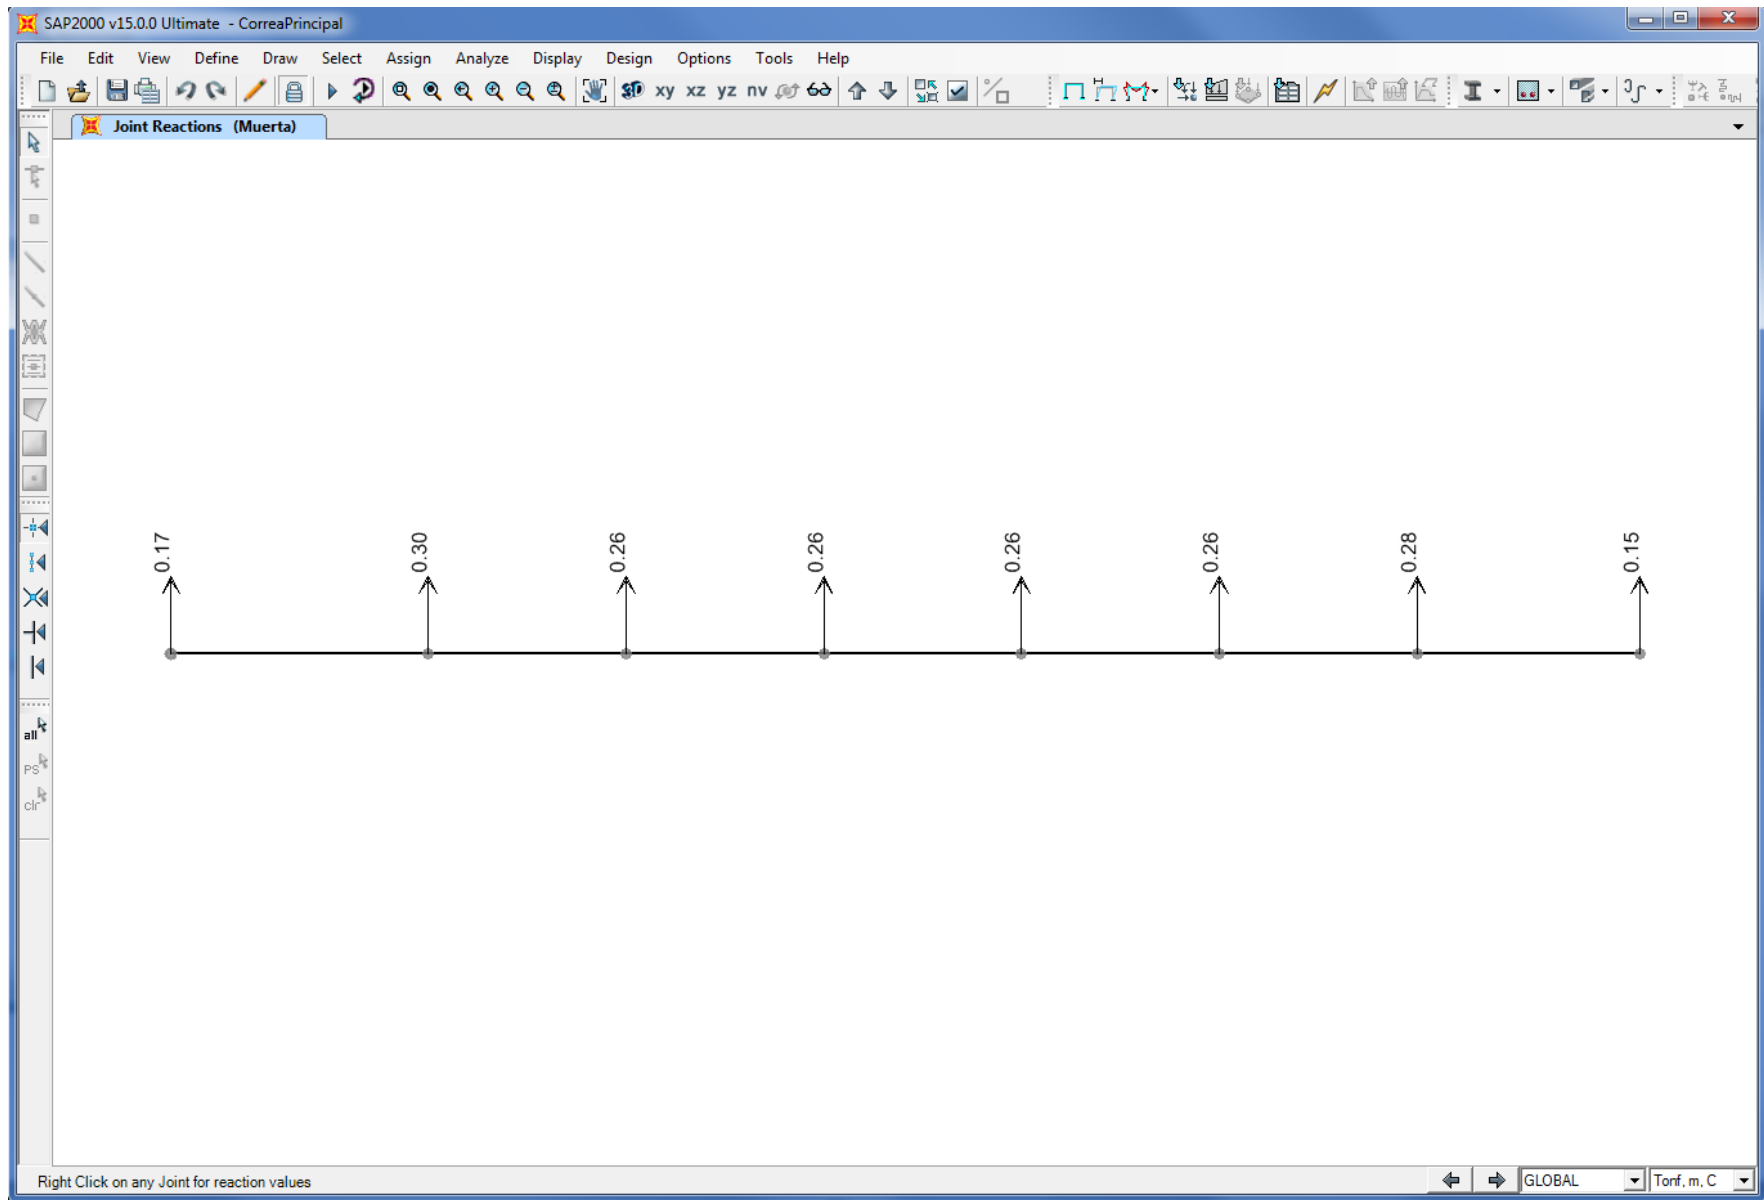 SAP2000 v15.0.0 Ultimate - CorreaPrincipal
File Edit View Define Draw Select Assign Analyze Display Design Options Tools Help
3D xy xz yz nv
Joint Reactions (Muerta)
0.17 0.30 0.26 0.26 0.26 0.26 0.28 0.15
all
PS
clr
Right Click on any Joint for reaction values
GLOBAL
Tonf, m, C